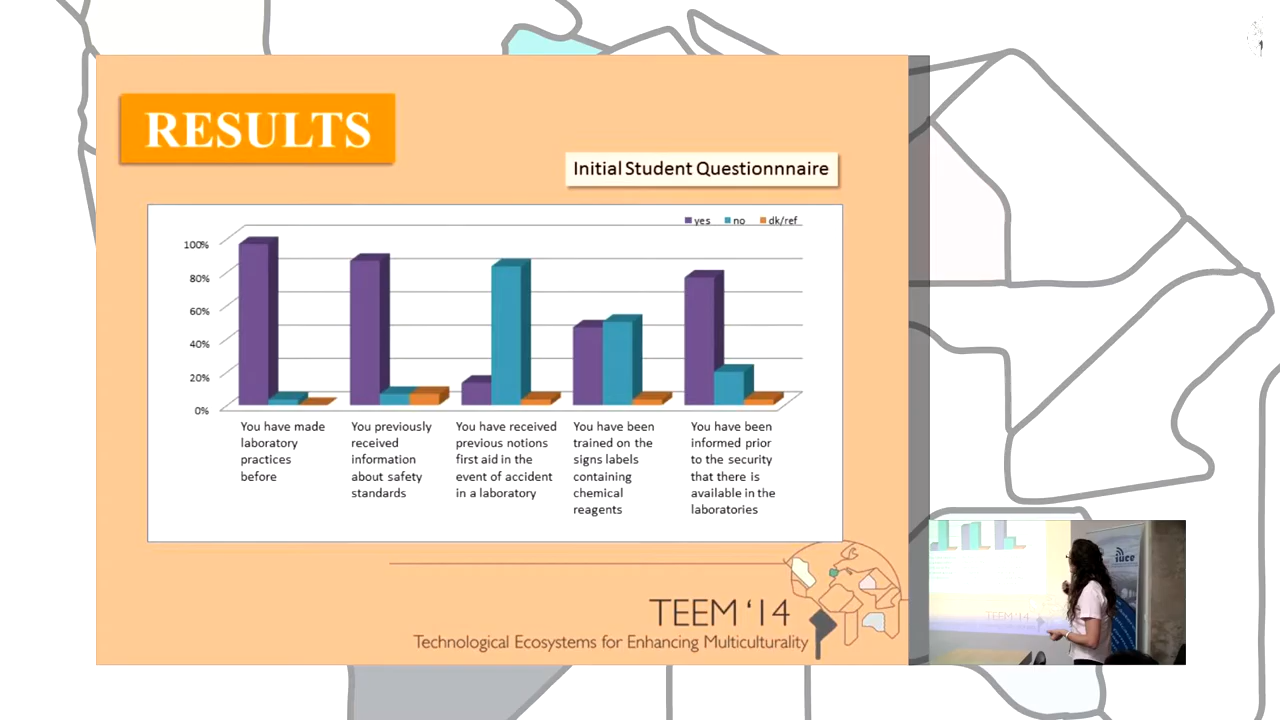 RESULTS
Initial Student Questionnnaire
yes no dk/ref
100%
80%
60%
40%
20%
0%
You have made
laboratory
practices
before
You previously
received
information
about safety
standards
You have received
previous notions
first aid in the
event of accident
in a laboratory
You have been
trained on the
signs labels
containing
chemical
reagents
You have been
informed prior
to the security
that there is
available in the
laboratories
TEEM ‘14
Technological Ecosystems for Enhancing Multiculturality
iuce
TEEM ‘14